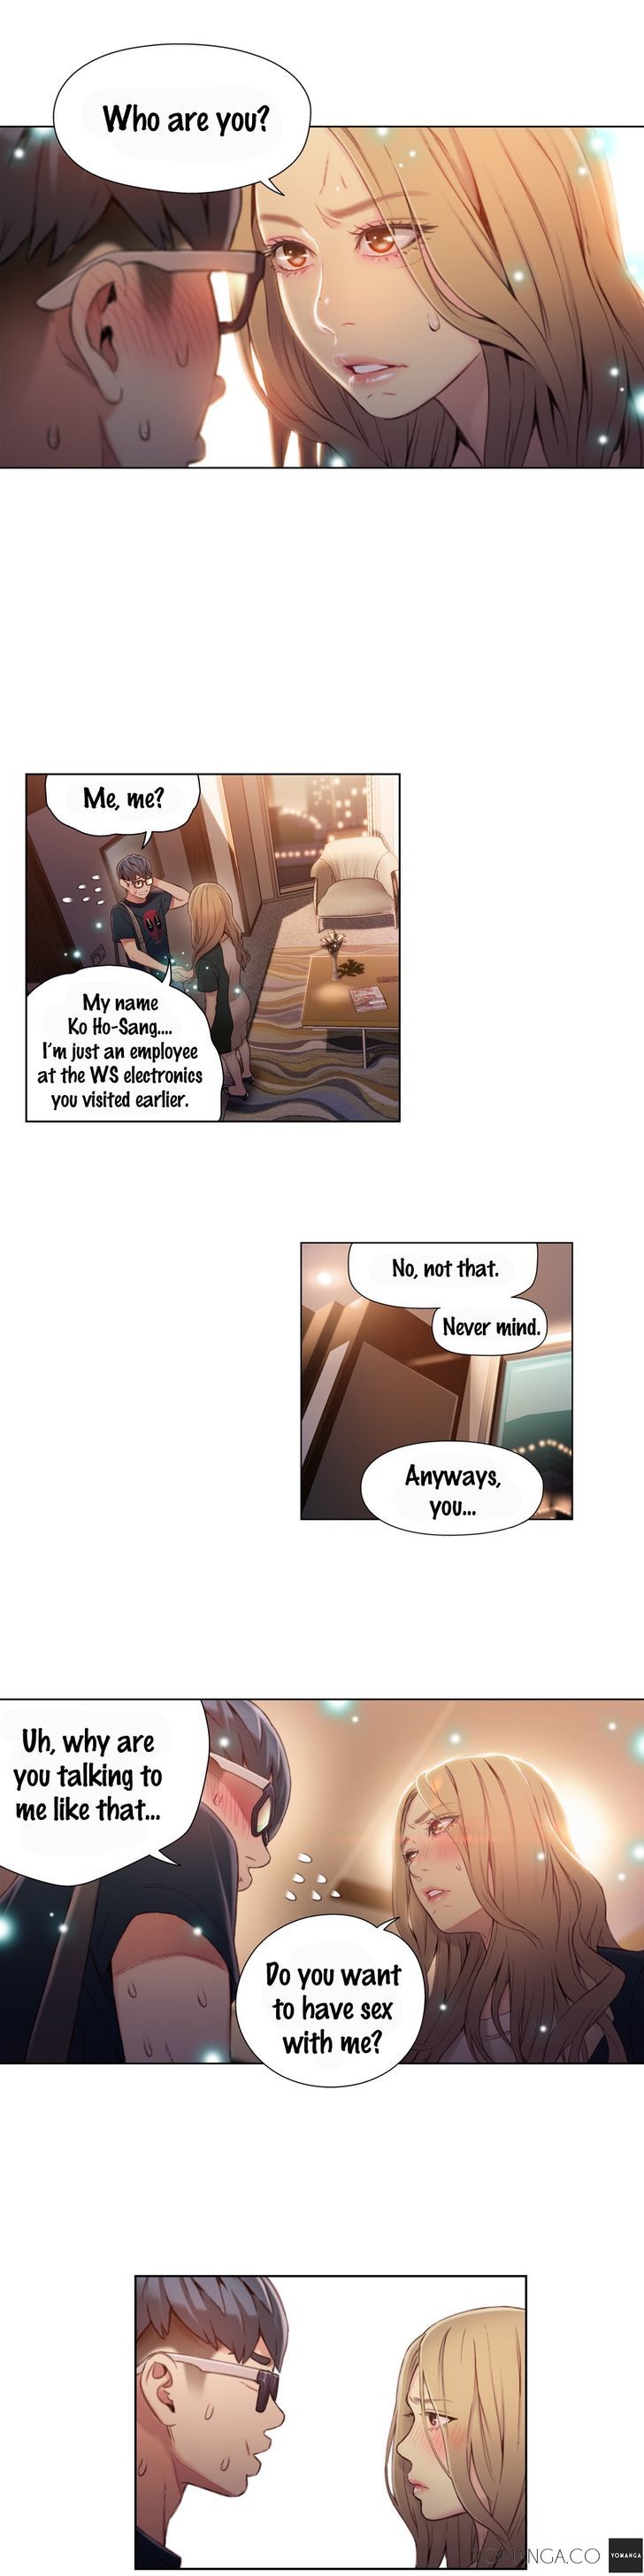 Who are you?
Me, me?
My name
Ko Ho-Sang....
I'm just an employee
at the WS electronics
you visited earlier.
No, not that.
Never mind.
Anyways,
you...
Uh, why are
you talking to
me like that...
Do you want
to have sex
with me?
YOMANGA.CO
YOMANGA